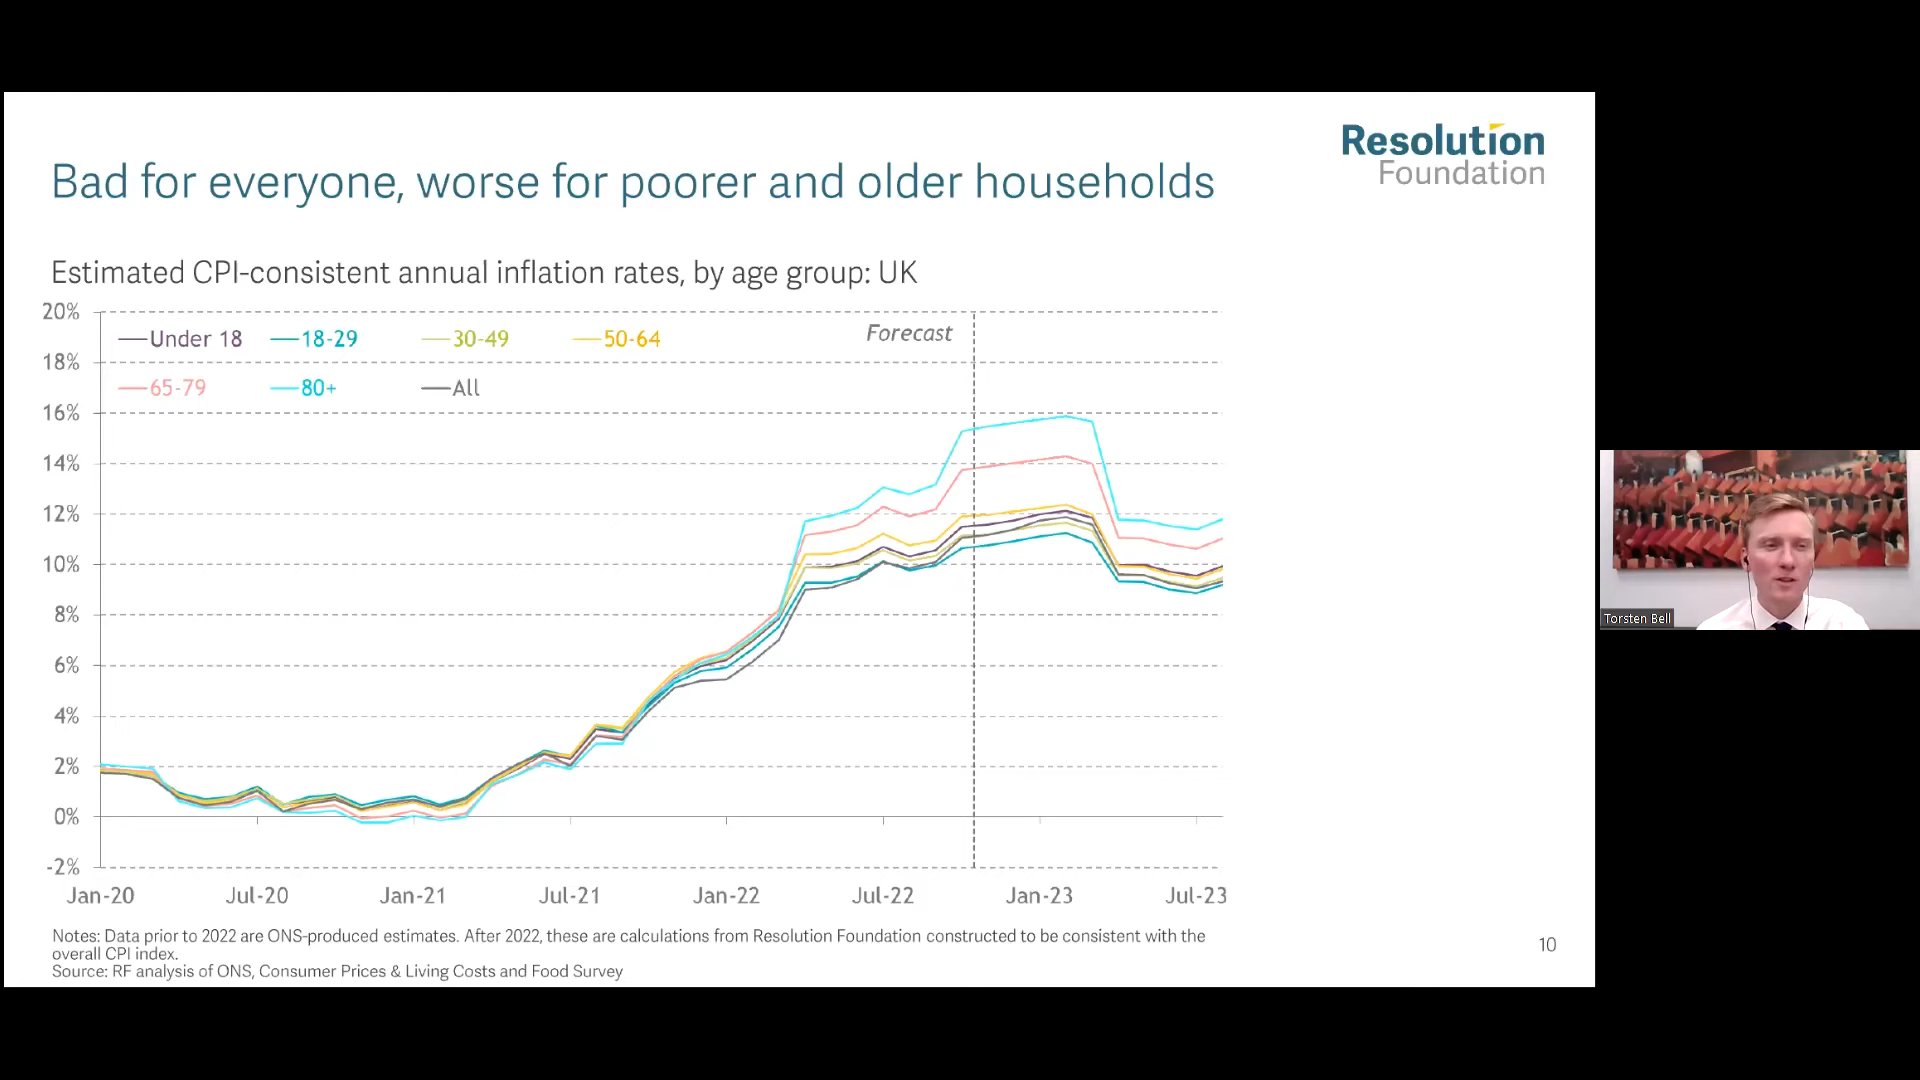 Resolution
Foundation
Bad for everyone, worse for poorer and older households
Estimated CPI-consistent annual inflation rates, by age group: UK
20%
18%
16%
14%
12%
10%
8%
6%
4%
2%
0%
-2%
Under 18 18-29 30-49 50-64
65-79 80+ All
Forecast
Jan-20 Jul-20 Jan-21 Jul-21 Jan-22 Jul-22 Jan-23 Jul-23
Notes: Data prior to 2022 are ONS-produced estimates. After 2022, these are calculations from Resolution Foundation constructed to be consistent with the
overall CPI index.
Source: RF analysis of ONS, Consumer Prices & Living Costs and Food Survey
10
Torsten Bell